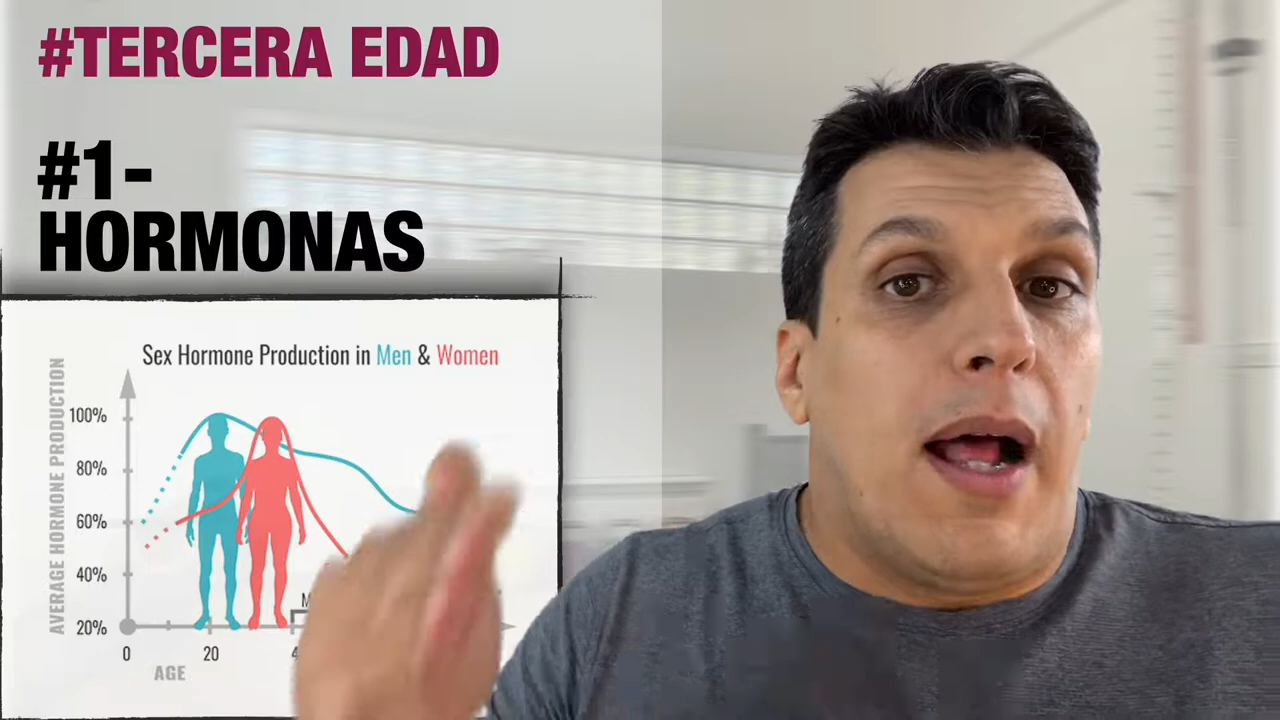 #TERCERA EDAD
#1-
HORMONAS
Sex Hormone Production in Men & Women
AVERAGE HORMONE PRODUCTION
100%
80%
60%
40%
20%
0
20
AGE